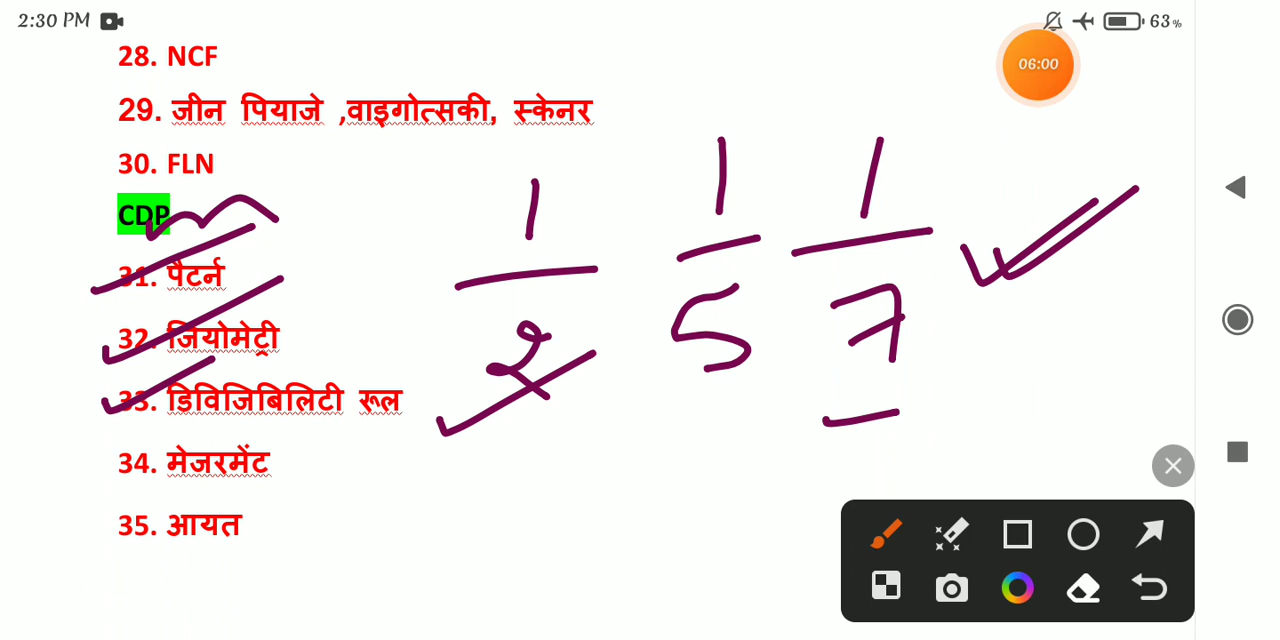 2:30 PM 63%
06:00
28. NCF
29. जीन पियाजे ,वाइगोत्सकी, स्केनर
30. FLN
CDP
31. पैटर्न
32. जियोमेट्री
33. डिविजिबिलिटी रूल
34. मेजरमेंट
35. आयत
1 1 1
2 5 7